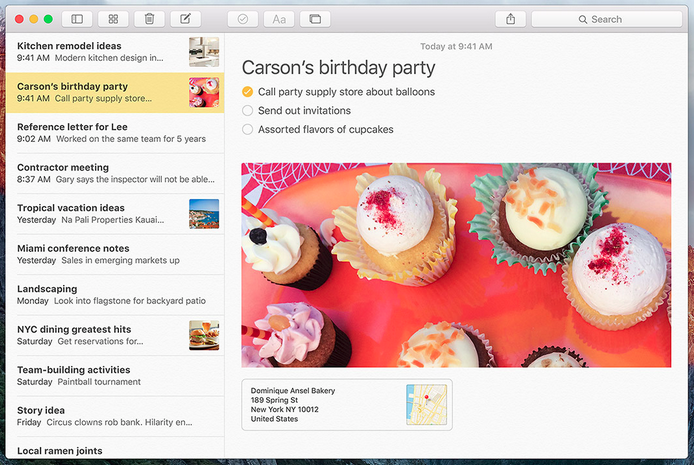 Aa
Search
Kitchen remodel ideas
9:41 AM Modern kitchen design in...
Carson's birthday party
9:41 AM Call party supply store...
Reference letter for Lee
9:02 AM Worked on the same team for 5 years
Contractor meeting
8:37 AM Gary says the inspector will not be able...
Tropical vacation ideas
Yesterday Na Pali Properties Kauai...
Miami conference notes
Yesterday Sales in emerging markets up
Landscaping
Monday Look into flagstone for backyard patio
NYC dining greatest hits
Saturday Get reservations for...
Team-building activities
Saturday Paintball tournament
Story idea
Friday Circus clowns rob bank. Hilarity en...
Local ramen joints
Today at 9:41 AM
Carson's birthday party
Call party supply store about balloons
Send out invitations
Assorted flavors of cupcakes
Dominique Ansel Bakery
189 Spring St
New York NY 10012
United States